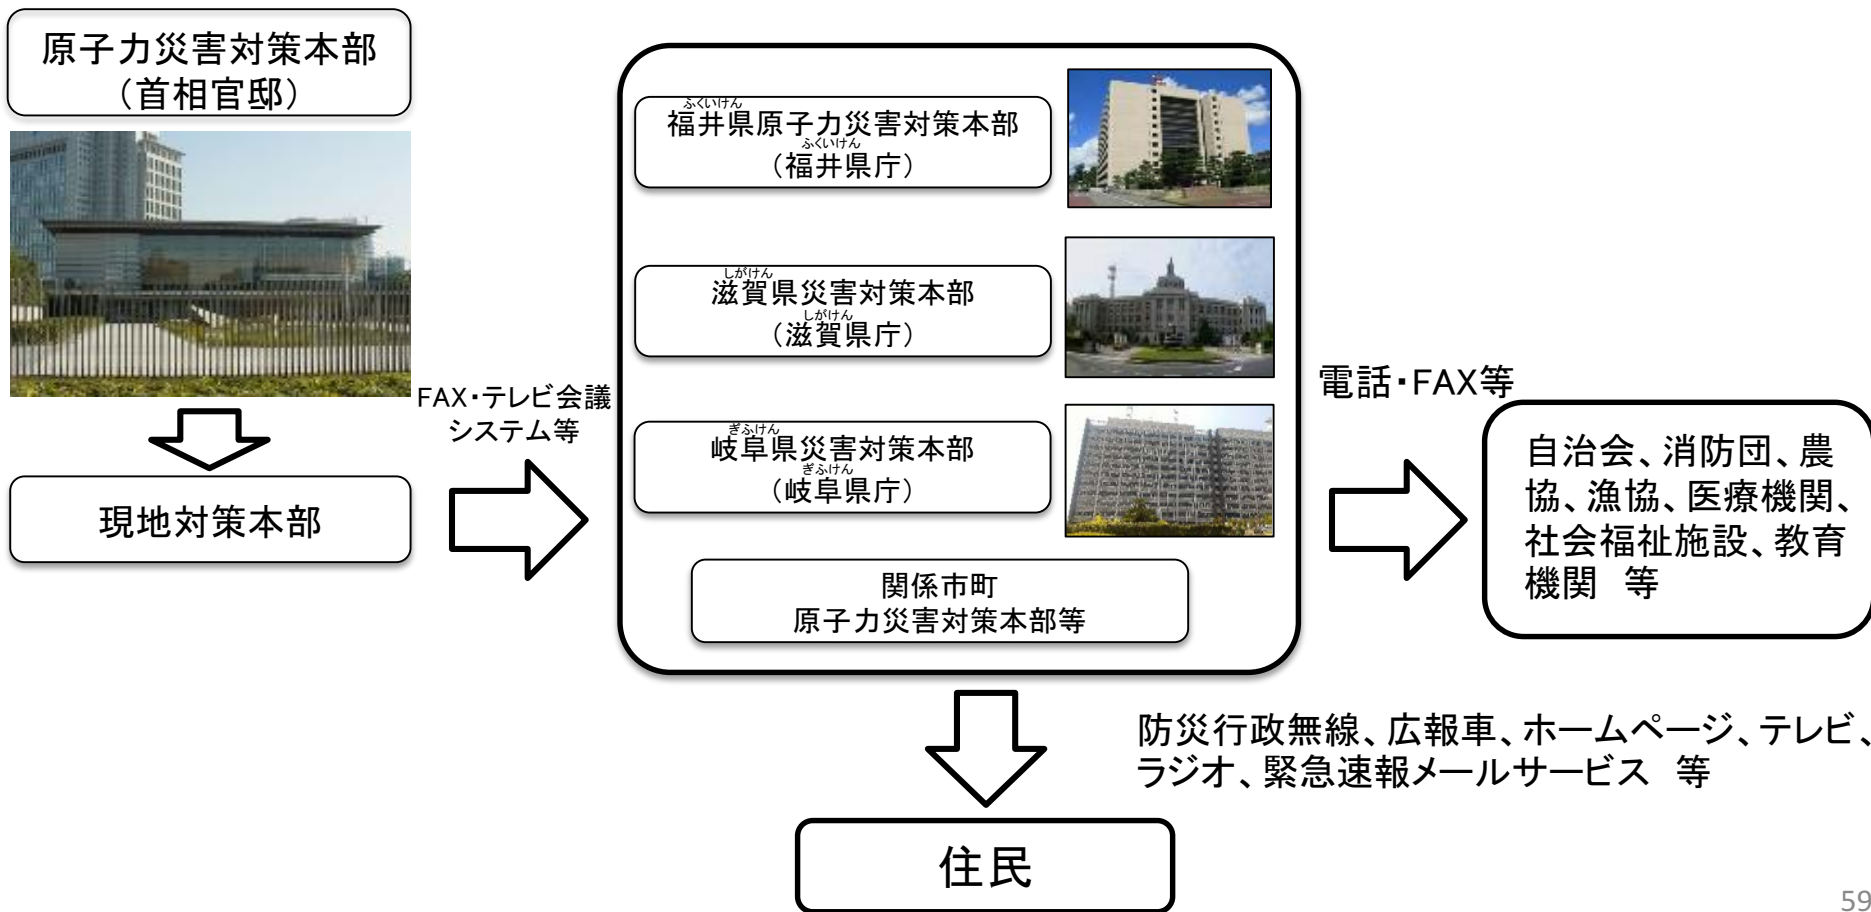 原子力災害対策本部
(首相官邸)
現地対策本部
FAX・テレビ会議
システム等
ふくいけん
福井県原子力災害対策本部
ふくいけん
(福井県庁)
しがけん
滋賀県災害対策本部
しがけん
(滋賀県庁)
ぎふけん
岐阜県災害対策本部
ぎふけん
(岐阜県庁)
関係市町
原子力災害対策本部等
電話・FAX等
自治会、消防団、農
協、漁協、医療機関、
社会福祉施設、教育
機関　等
防災行政無線、広報車、ホームページ、テレビ、
ラジオ、緊急速報メールサービス　等
住民
59